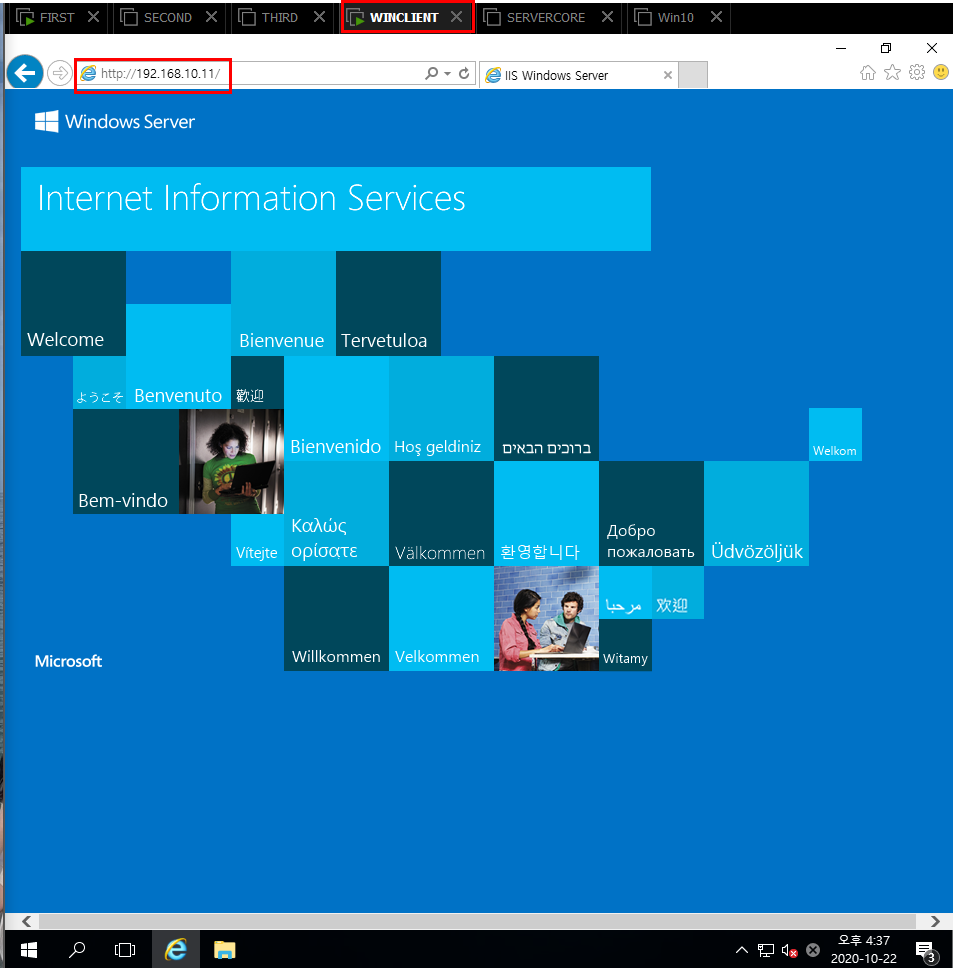 FIRST
SECOND
THIRD
WINCLIENT
SERVERCORE
Win10
http://192.168.10.11/
IIS Windows Server
Windows Server
Internet Information Services
Welcome
Bienvenue
Tervetuloa
ようこそ
Benvenuto
歡迎
Bienvenido
Hoş geldiniz
ברוכים הבאים
Welkom
Bem-vindo
Vítejte
Καλώς
ορίσατε
Välkommen
환영합니다
Добро
пожаловать
Üdvözöljük
Willkommen
Velkommen
مرحبا
欢迎
Witamy
Microsoft
오후 4:37
2020-10-22
3